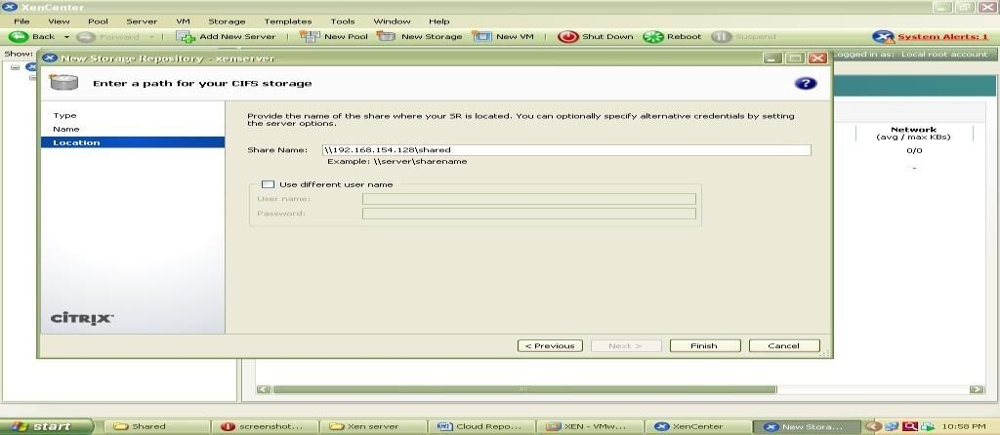 XenCenter
File View Pool Server VM Storage Templates Tools Window Help
Back Forward Add New Server New Pool New Storage New VM Shut Down Reboot Suspend System Alerts: 1
Show:
Logged in as: Local root account
New Storage Repository - xenserver
Enter a path for your CIFS storage
Type
Name
Location
Provide the name of the share where your SR is located. You can optionally specify alternative credentials by setting
the server options.
Share Name: \\192.168.154.128\shared
Example: \\server\sharename
Use different user name
User name:
Password:
Network
(avg / max KBs)
0/0
-
CİTRIX
< Previous Next > Finish Cancel
start Shared screenshot... Xen server Cloud Repo... XEN - VMw... XenCenter New Stora... 10:58 PM